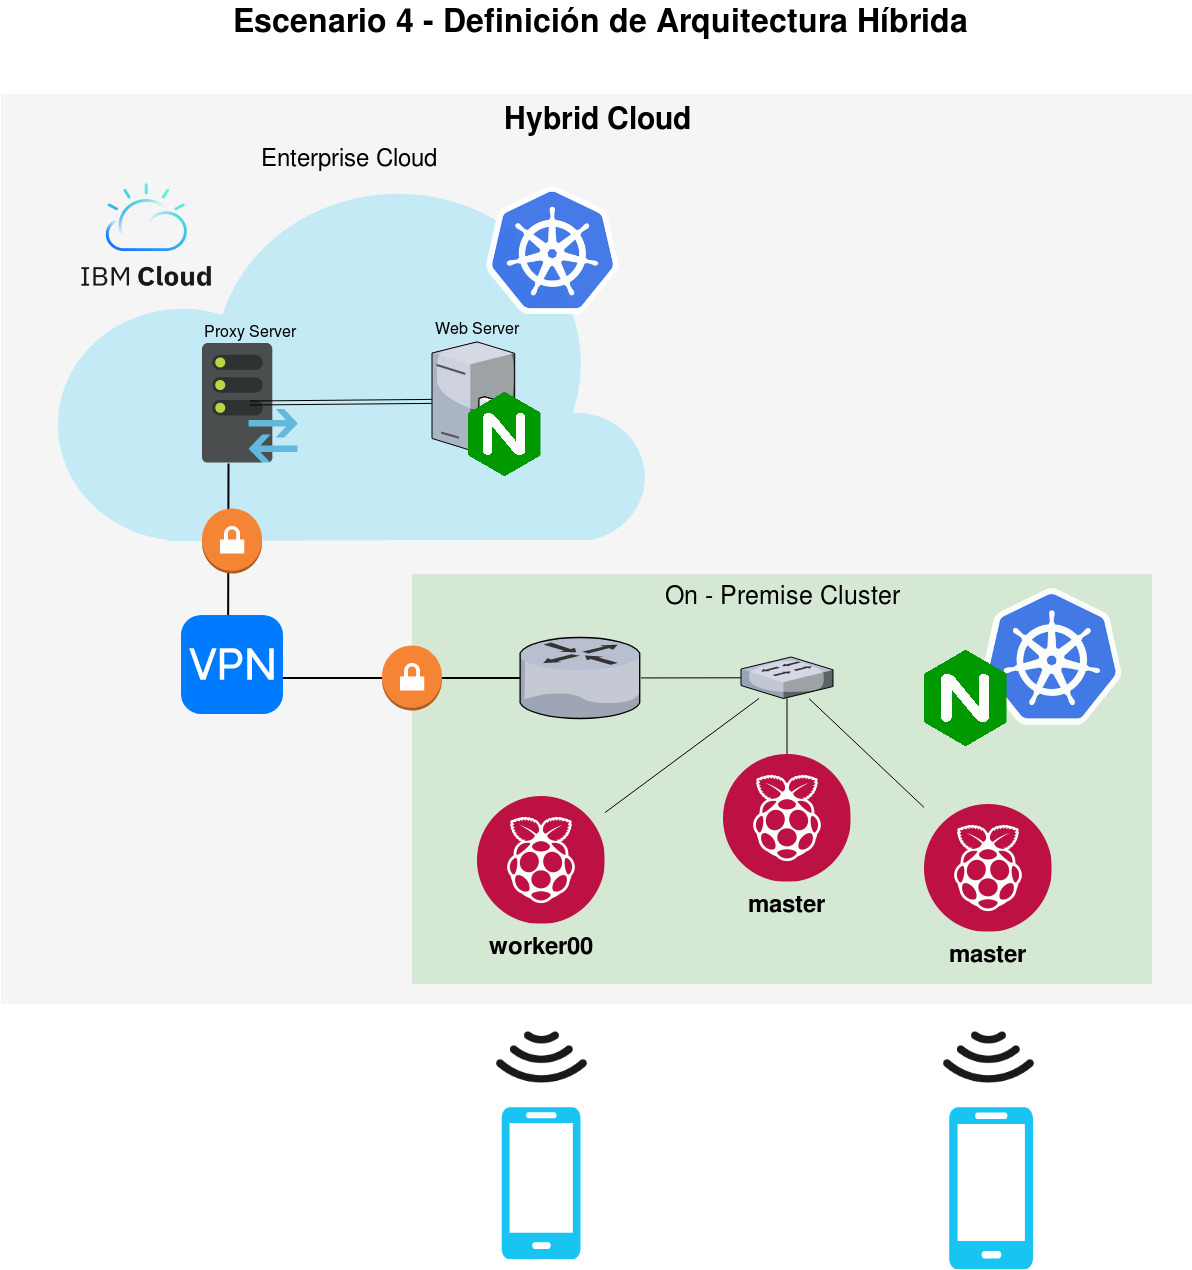 Escenario 4 - Definición de Arquitectura Híbrida
Hybrid Cloud
Enterprise Cloud
IBM Cloud
Proxy Server
Web Server
N
VPN
On - Premise Cluster
N
worker00
master
master